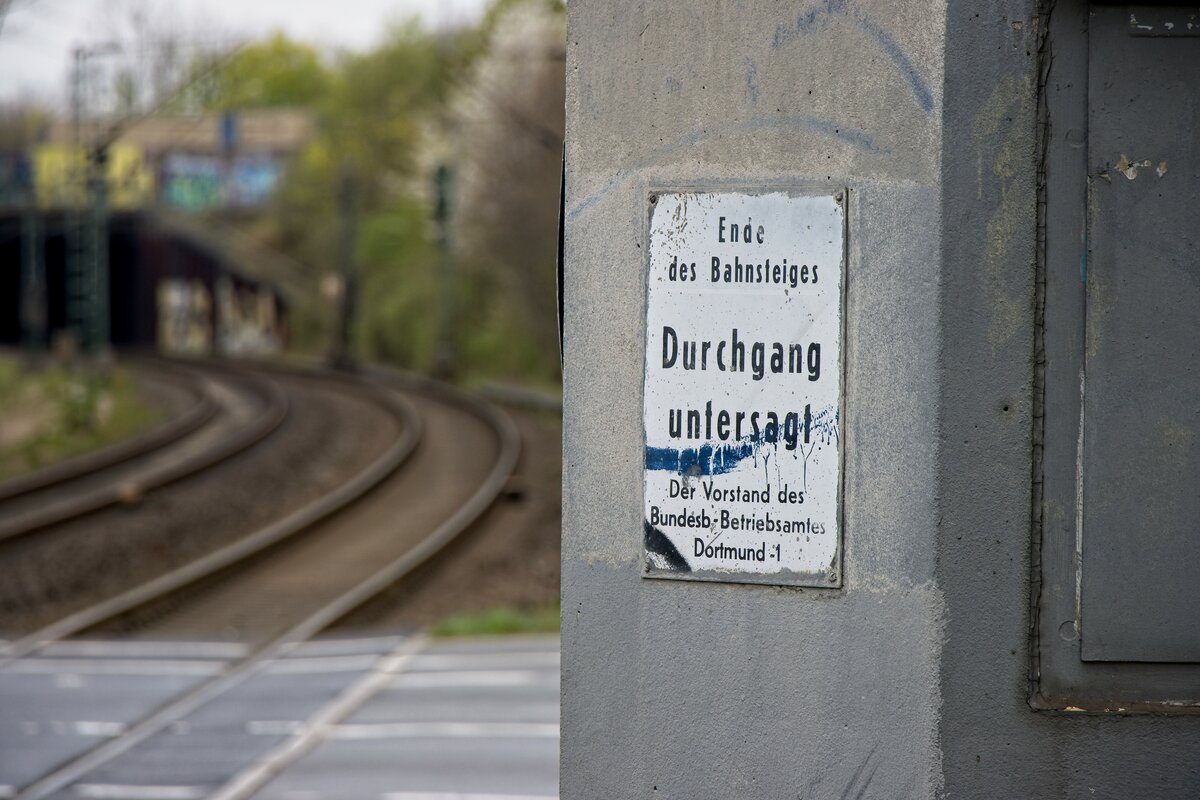 Ende
des Bahnsteiges
Durchgang
untersagt
Der Vorstand des
Bundesb.-Betriebsamtes
Dortmund -1